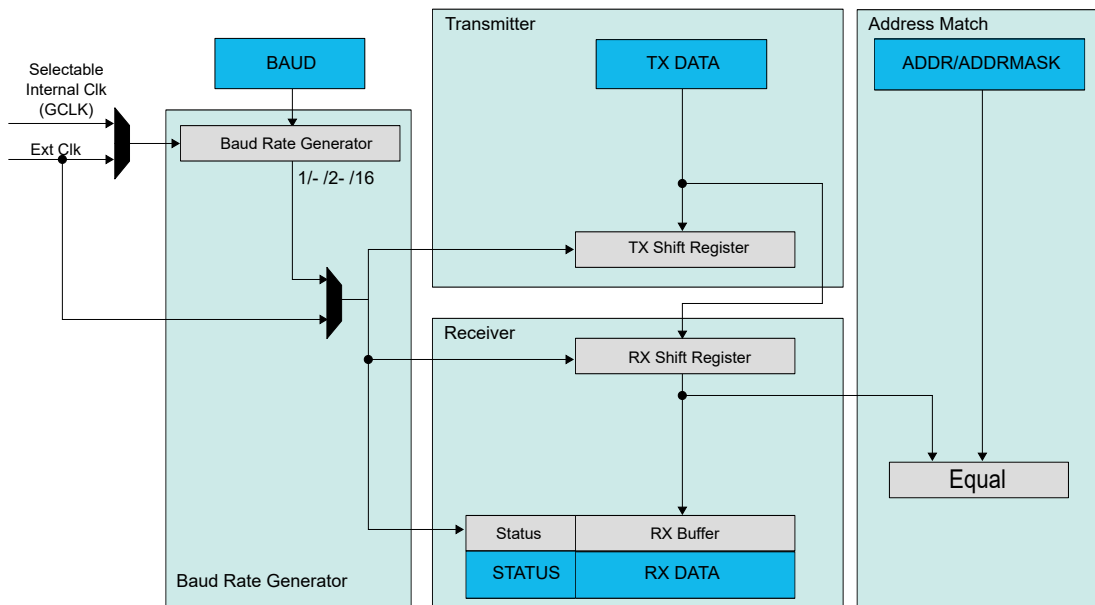 Transmitter
Address Match
BAUD
TX DATA
ADDR/ADDRMASK
Selectable
Internal Clk
(GCLK)
Ext Clk
Baud Rate Generator
1/- /2- /16
TX Shift Register
Receiver
RX Shift Register
Equal
Status
RX Buffer
STATUS
RX DATA
Baud Rate Generator